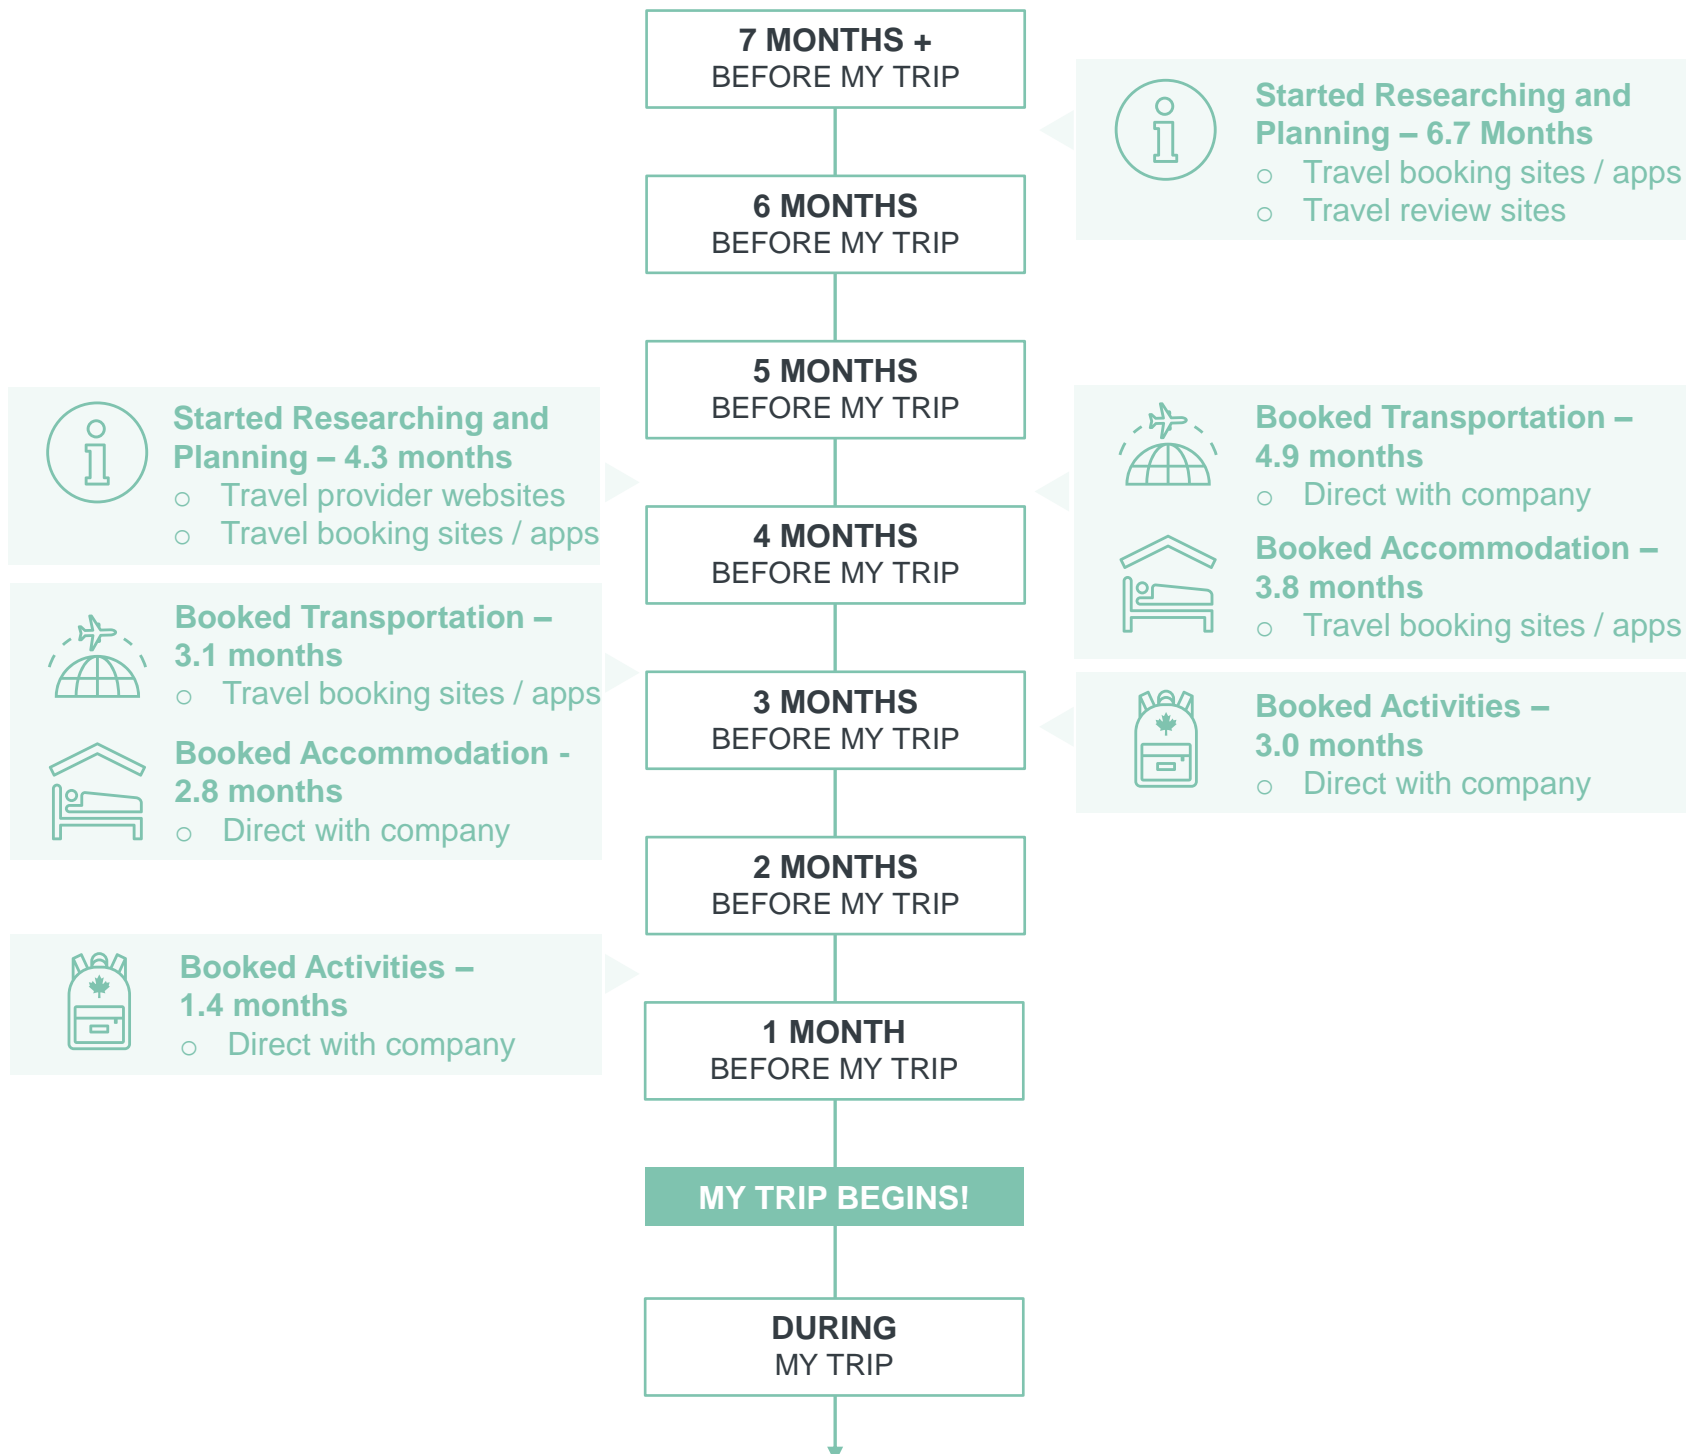 7 MONTHS +
BEFORE MY TRIP
Started Researching and
Planning – 6.7 Months
o Travel booking sites / apps
o Travel review sites
6 MONTHS
BEFORE MY TRIP
5 MONTHS
BEFORE MY TRIP
Started Researching and
Planning – 4.3 months
o Travel provider websites
o Travel booking sites / apps
Booked Transportation –
4.9 months
o Direct with company
Booked Accommodation –
3.8 months
o Travel booking sites / apps
4 MONTHS
BEFORE MY TRIP
Booked Transportation –
3.1 months
o Travel booking sites / apps
Booked Accommodation -
2.8 months
o Direct with company
3 MONTHS
BEFORE MY TRIP
Booked Activities –
3.0 months
o Direct with company
2 MONTHS
BEFORE MY TRIP
Booked Activities –
1.4 months
o Direct with company
1 MONTH
BEFORE MY TRIP
MY TRIP BEGINS!
DURING
MY TRIP